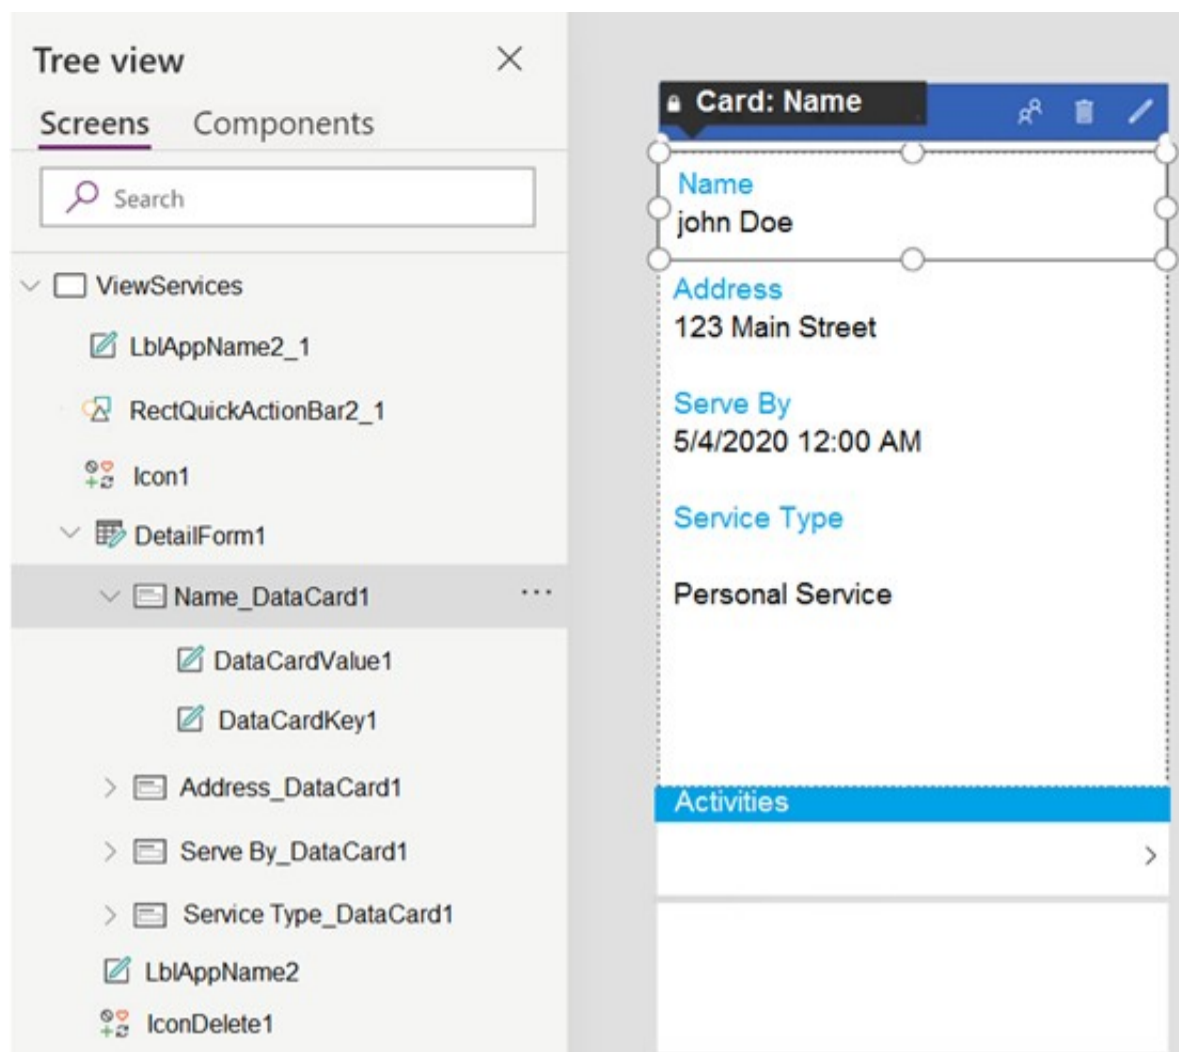 Tree view
Screens Components
Search
ViewServices
LblAppName2_1
RectQuickActionBar2_1
Icon1
DetailForm1
Name_DataCard1
DataCardValue1
DataCardKey1
Address_DataCard1
Serve By_DataCard1
Service Type_DataCard1
LblAppName2
IconDelete1
Card: Name
Name
john Doe
Address
123 Main Street
Serve By
5/4/2020 12:00 AM
Service Type
Personal Service
Activities